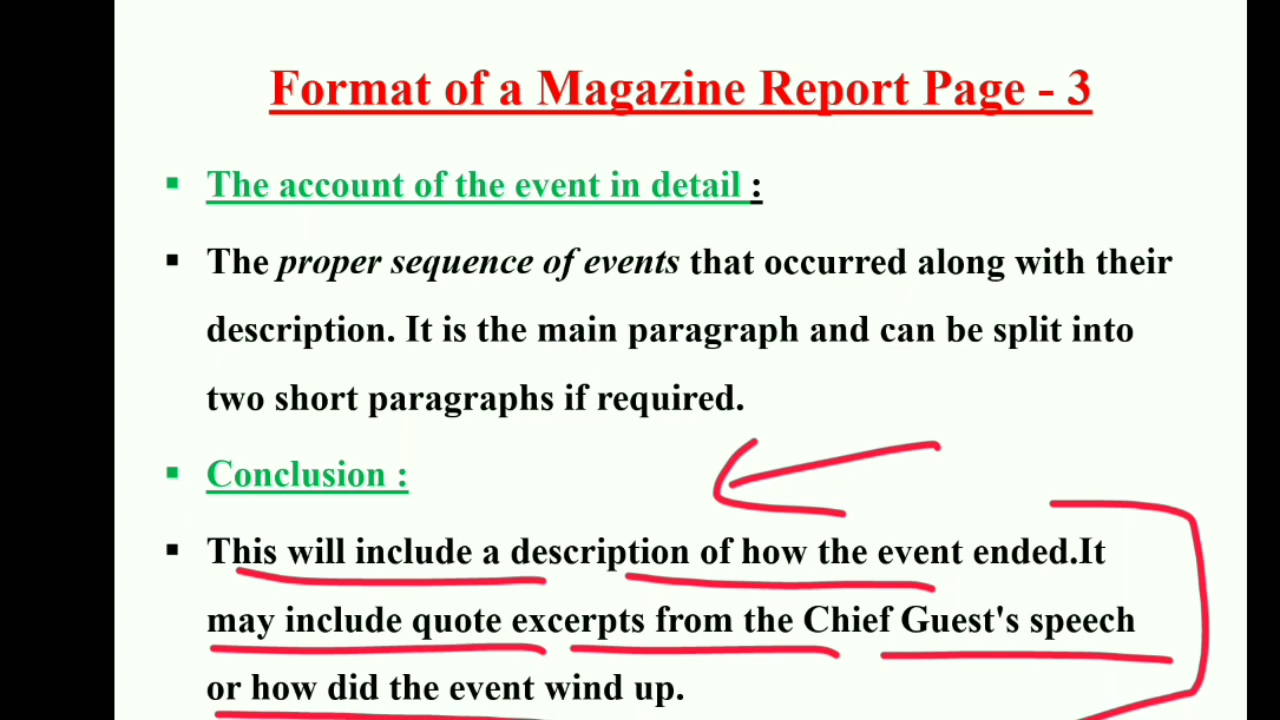 Format of a Magazine Report Page - 3
▪ The account of the event in detail :
▪ The proper sequence of events that occurred along with their
description. It is the main paragraph and can be split into
two short paragraphs if required.
▪ Conclusion :
▪ This will include a description of how the event ended.It
may include quote excerpts from the Chief Guest's speech
or how did the event wind up.